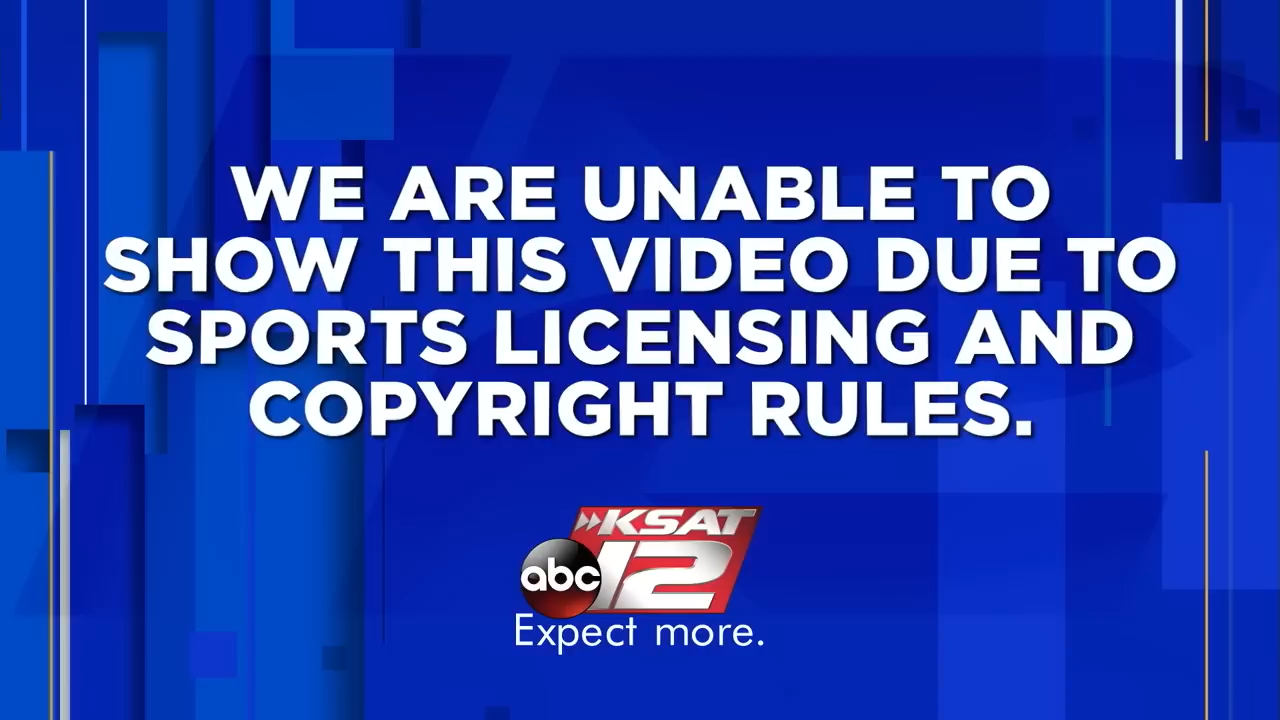 WE ARE UNABLE TO
SHOW THIS VIDEO DUE TO
SPORTS LICENSING AND
COPYRIGHT RULES.
KSAT
abc 12
Expect more.